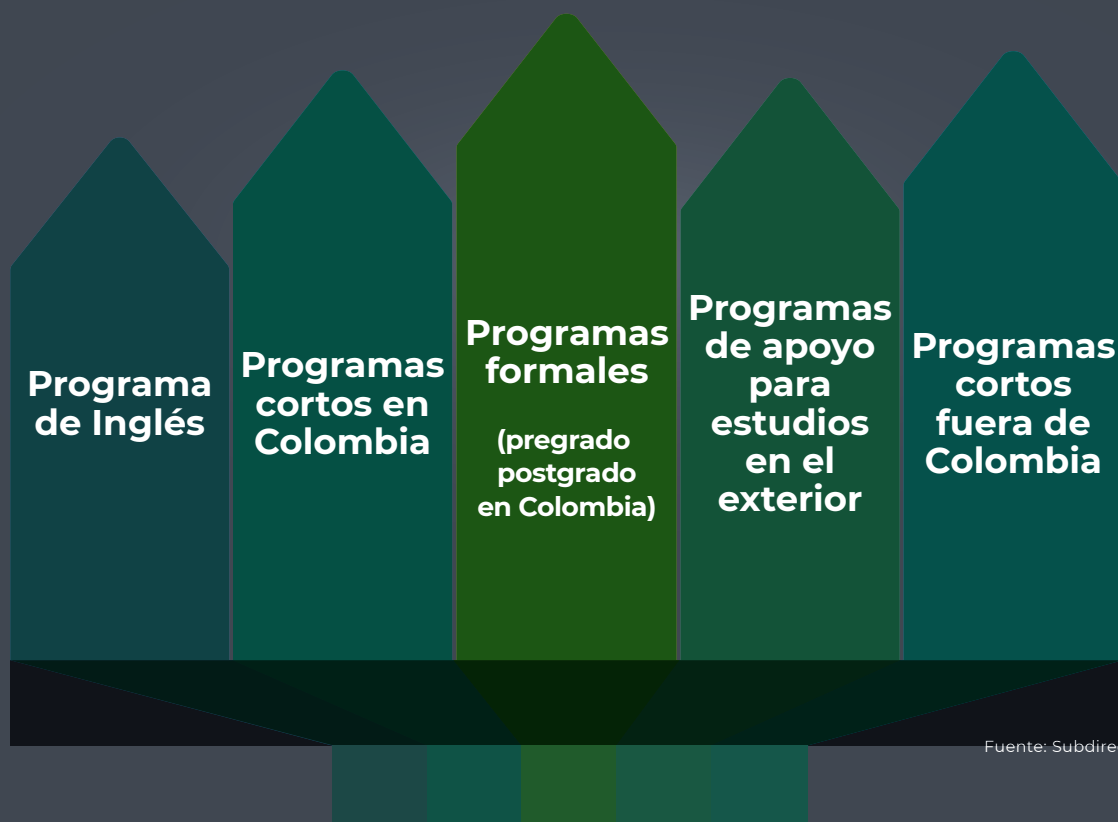 Programa
de Inglés
Programas
cortos en
Colombia
Programas
formales
(pregrado
postgrado
en Colombia)
Programas
de apoyo
para
estudios
en el
exterior
Programas
cortos
fuera de
Colombia
Fuente: